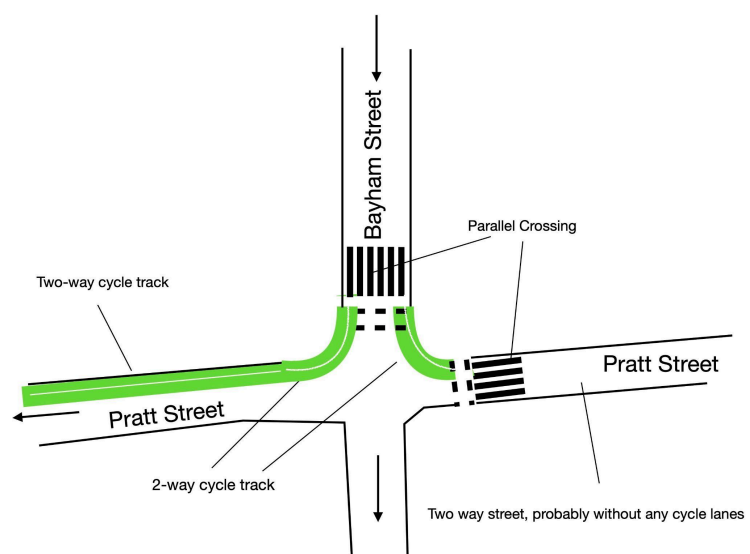 Bayham Street
Parallel Crossing
Two-way cycle track
Pratt Street
Pratt Street
2-way cycle track
Two way street, probably without any cycle lanes